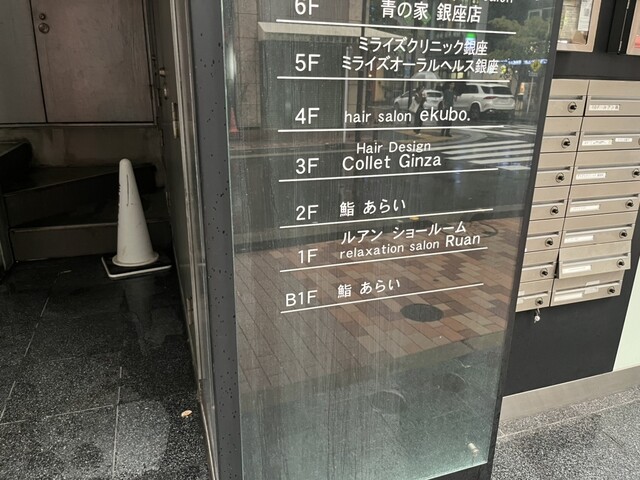 6F 青の家 銀座店
5F ミライズクリニック銀座
ミライズオーラルヘルス銀座
4F hair salon ekubo.
3F Hair Design
Collet Ginza
2F 鮨 あらい
1F ルアン ショールーム
relaxation salon Ruan
B1F 鮨 あらい